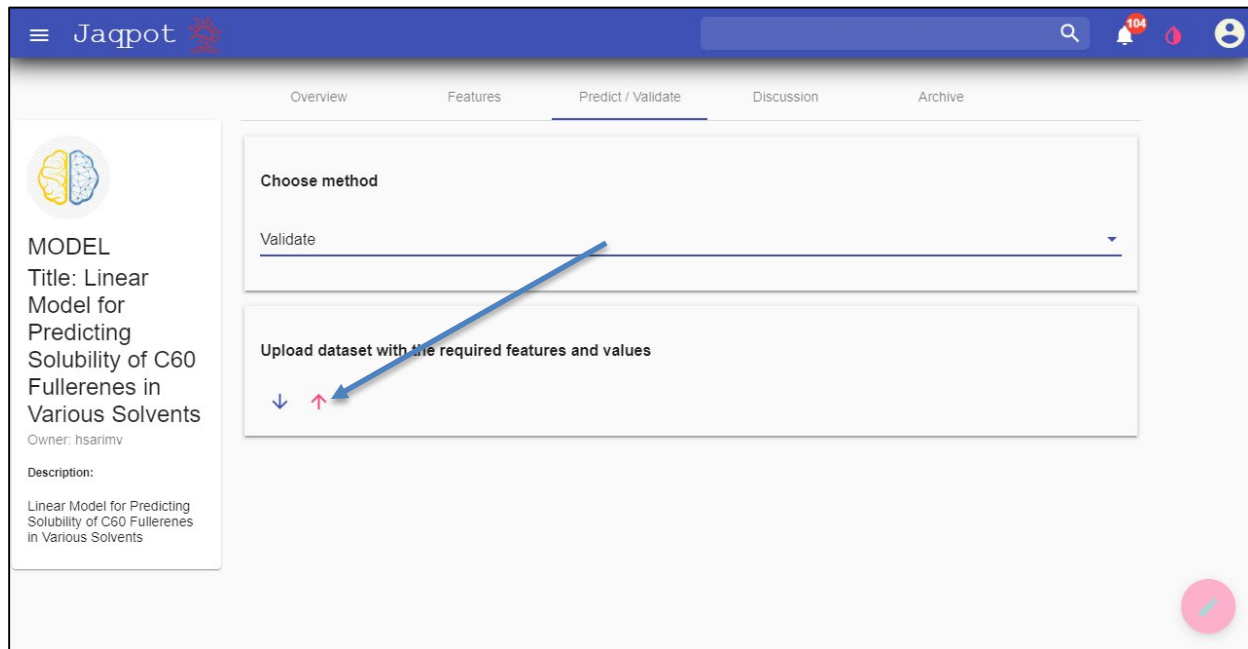 Jaqpot
104
Overview Features Predict / Validate Discussion Archive
Choose method
Validate
Upload dataset with the required features and values
MODEL
Title: Linear
Model for
Predicting
Solubility of C60
Fullerenes in
Various Solvents
Owner: hsarimv
Description:
Linear Model for Predicting
Solubility of C60 Fullerenes
in Various Solvents